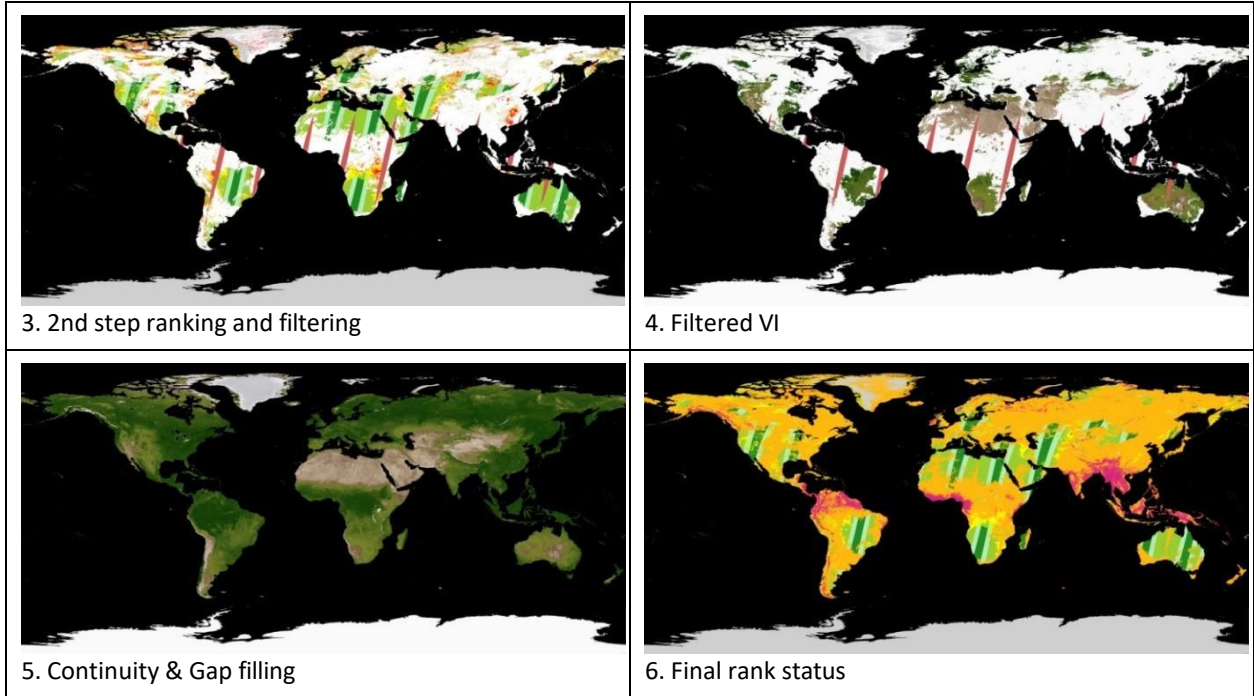 3. 2nd step ranking and filtering
4. Filtered VI
5. Continuity & Gap filling
6. Final rank status